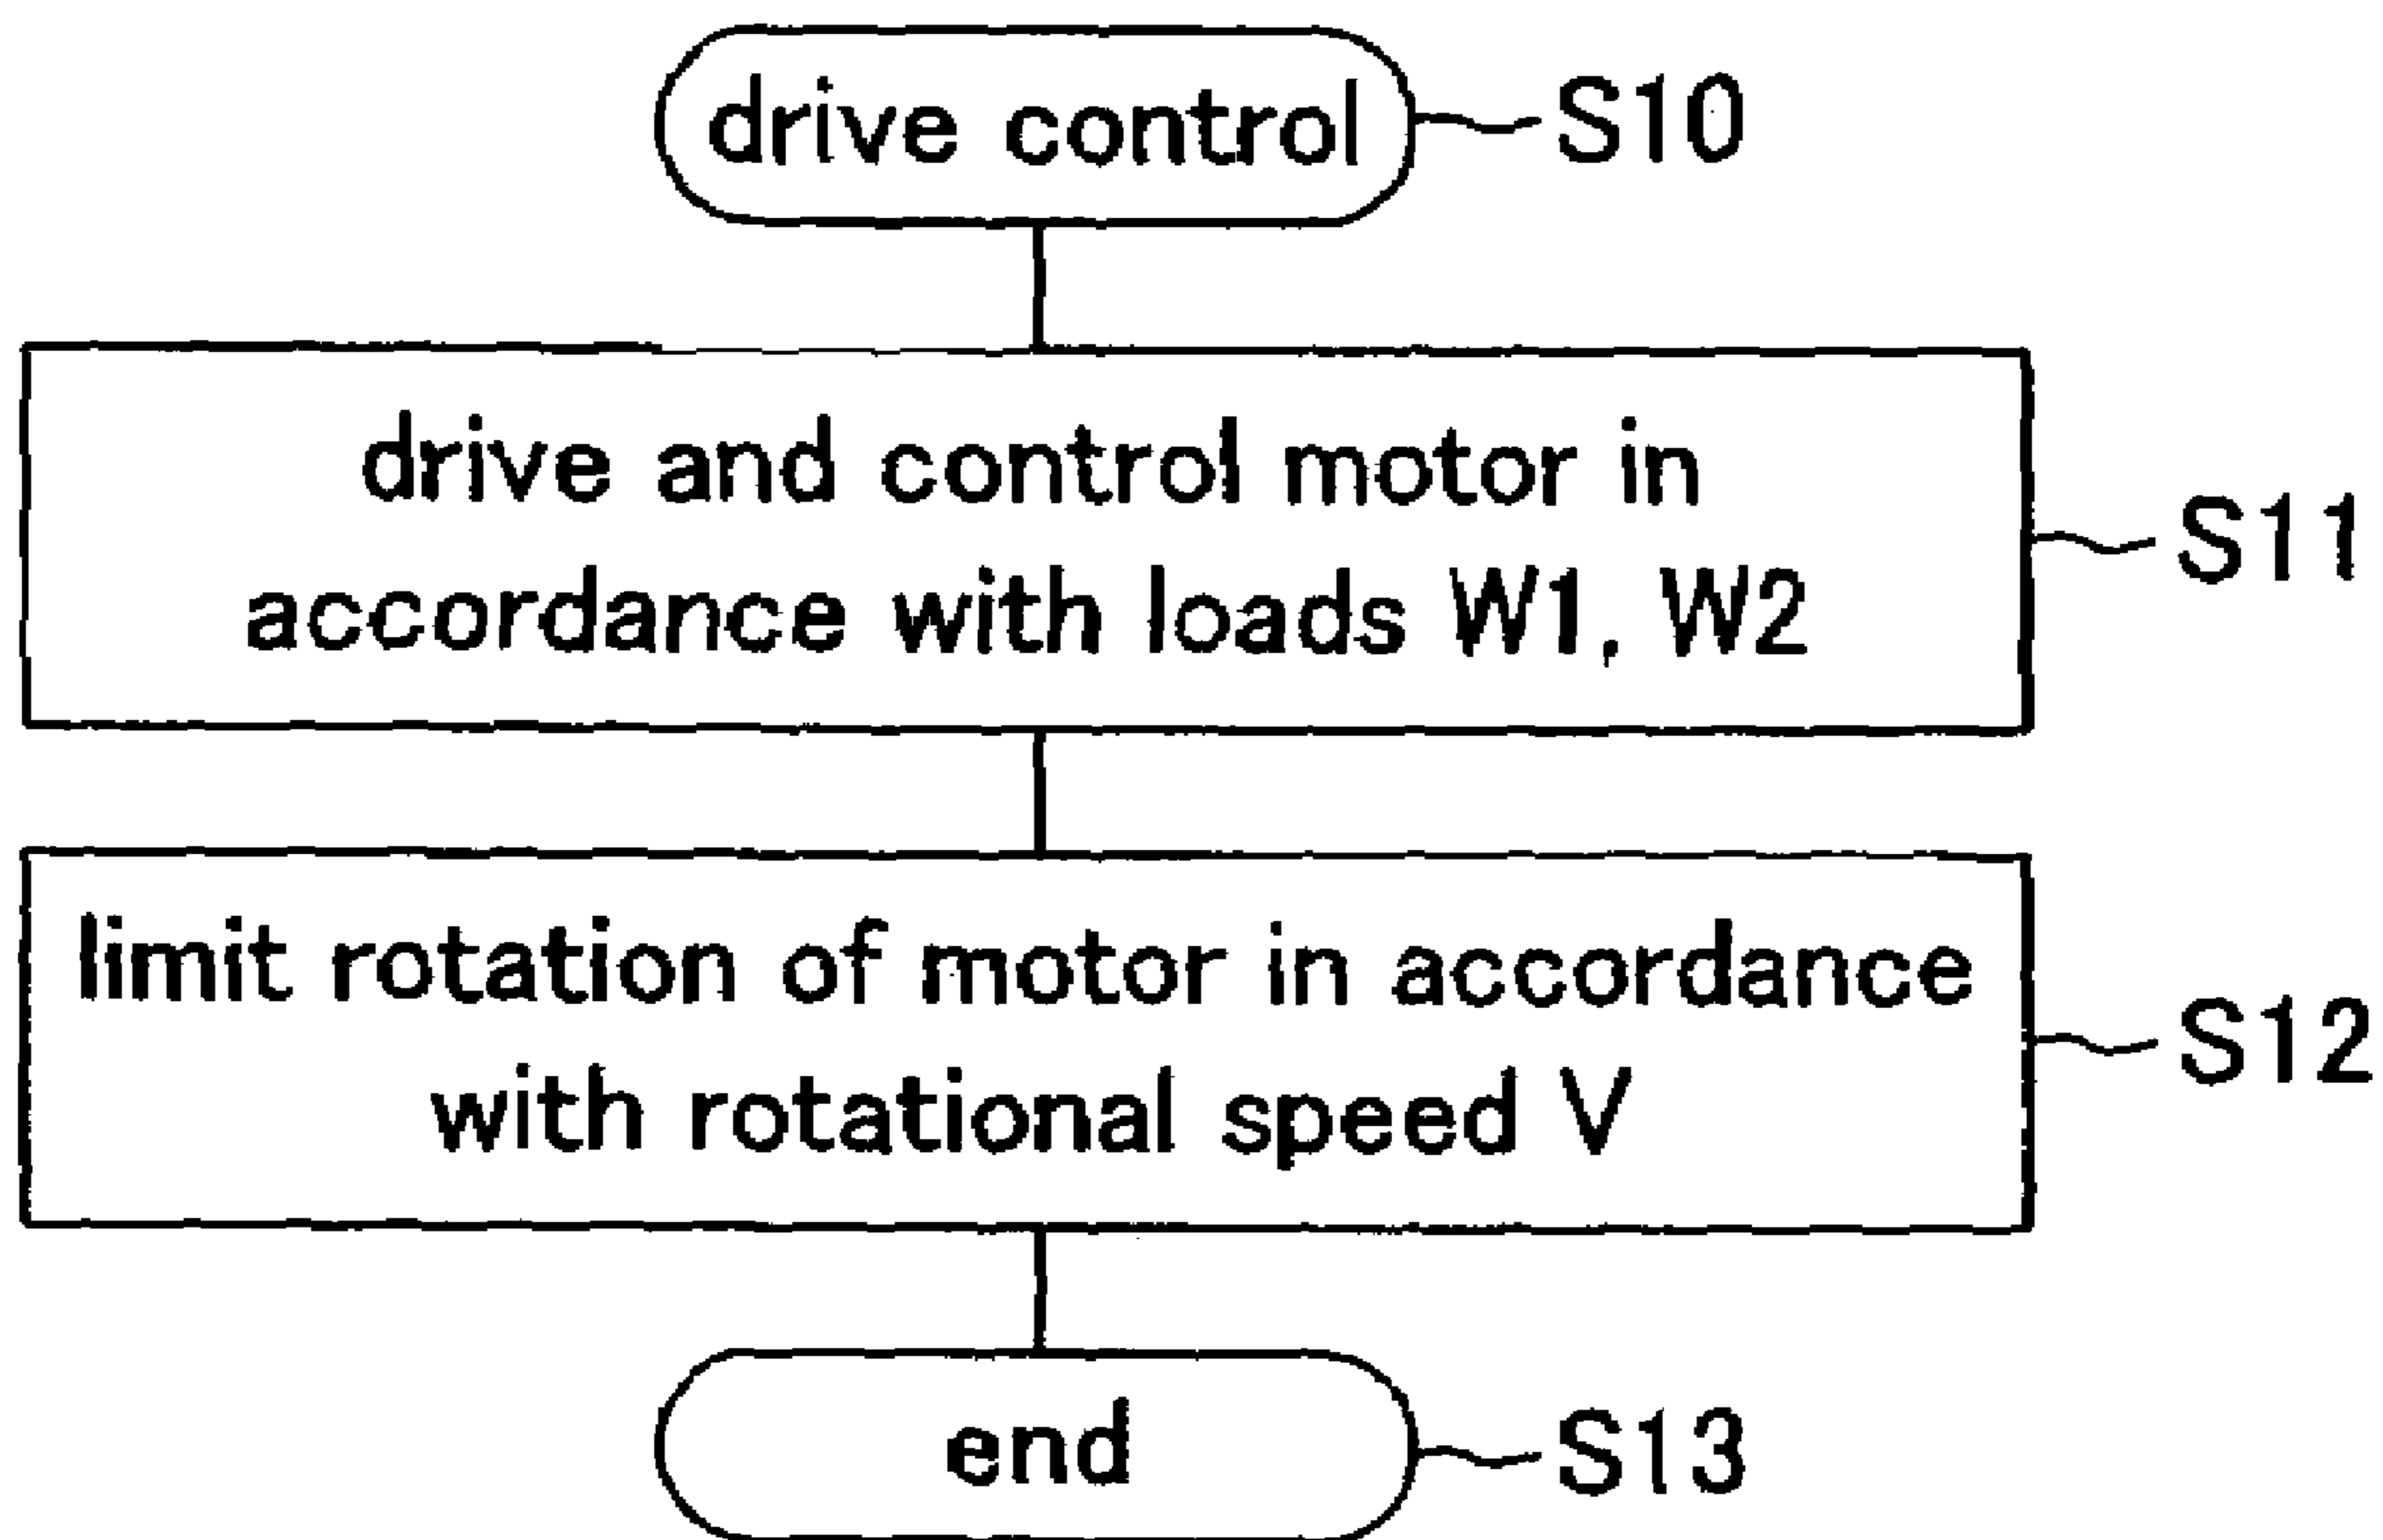 drive control
S10
drive and control motor in
accordance with loads W1, W2
S11
limit rotation of motor in accordance
with rotational speed V
S12
end
S13